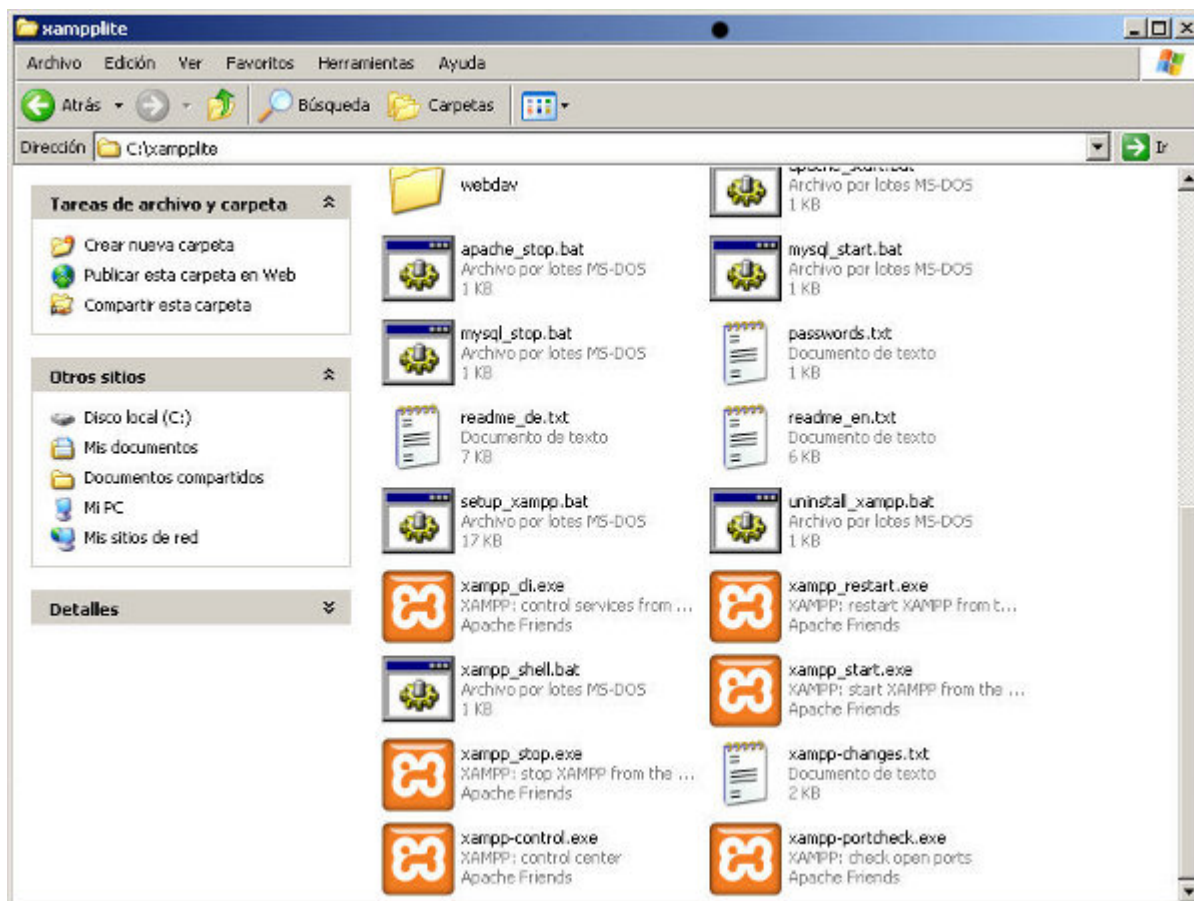 xampplite
Archivo Edición Ver Favoritos Herramientas Ayuda
Atrás Búsqueda Carpetas
Dirección C:\xampplite Ir
Tareas de archivo y carpeta
Crear nueva carpeta
Publicar esta carpeta en Web
Compartir esta carpeta
Otros sitios
Disco local (C:)
Mis documentos
Documentos compartidos
Mi PC
Mis sitios de red
Detalles
webdav
apache_start.bat
Archivo por lotes MS-DOS
1 KB
apache_stop.bat
Archivo por lotes MS-DOS
1 KB
mysql_start.bat
Archivo por lotes MS-DOS
1 KB
mysql_stop.bat
Archivo por lotes MS-DOS
1 KB
passwords.txt
Documento de texto
1 KB
readme_de.txt
Documento de texto
7 KB
readme_en.txt
Documento de texto
6 KB
setup_xampp.bat
Archivo por lotes MS-DOS
17 KB
uninstall_xampp.bat
Archivo por lotes MS-DOS
1 KB
xampp_di.exe
XAMPP: control services from ...
Apache Friends
xampp_restart.exe
XAMPP: restart XAMPP from t...
Apache Friends
xampp_shell.bat
Archivo por lotes MS-DOS
1 KB
xampp_start.exe
XAMPP: start XAMPP from the ...
Apache Friends
xampp_stop.exe
XAMPP: stop XAMPP from the ...
Apache Friends
xampp-changes.txt
Documento de texto
2 KB
xampp-control.exe
XAMPP: control center
Apache Friends
xampp-portcheck.exe
XAMPP: check open ports
Apache Friends